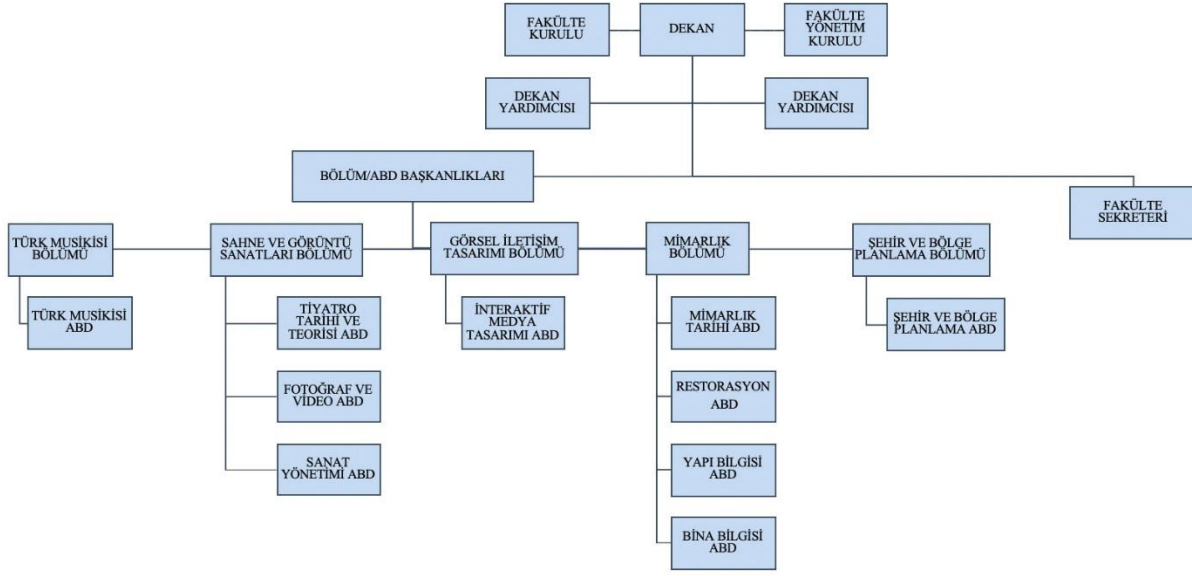 FAKÜLTE
KURULU
DEKAN
FAKÜLTE
YÖNETİM
KURULU
DEKAN
YARDIMCISI
DEKAN
YARDIMCISI
BÖLÜM/ABD BAŞKANLIKLARI
FAKÜLTE
SEKRETERİ
TÜRK MUSIKİSİ
BÖLÜMÜ
SAHNE VE GÖRÜNTÜ
SANATLARI BÖLÜMÜ
GÖRSEL İLETİŞİM
TASARIMI BÖLÜMÜ
MİMARLIK
BÖLÜMÜ
ŞEHİR VE BÖLGE
PLANLAMA BÖLÜMÜ
TÜRK MUSIKİSİ
ABD
TİYATRO
TARİHİ VE
TEORİSİ ABD
İNTERAKTİF
MEDYA
TASARIMI ABD
MİMARLIK
TARİHİ ABD
ŞEHİR VE BÖLGE
PLANLAMA ABD
FOTOĞRAF VE
VİDEO ABD
RESTORASYON
ABD
SANAT
YÖNETİMİ ABD
YAPI BİLGİSİ
ABD
BİNA BİLGİSİ
ABD